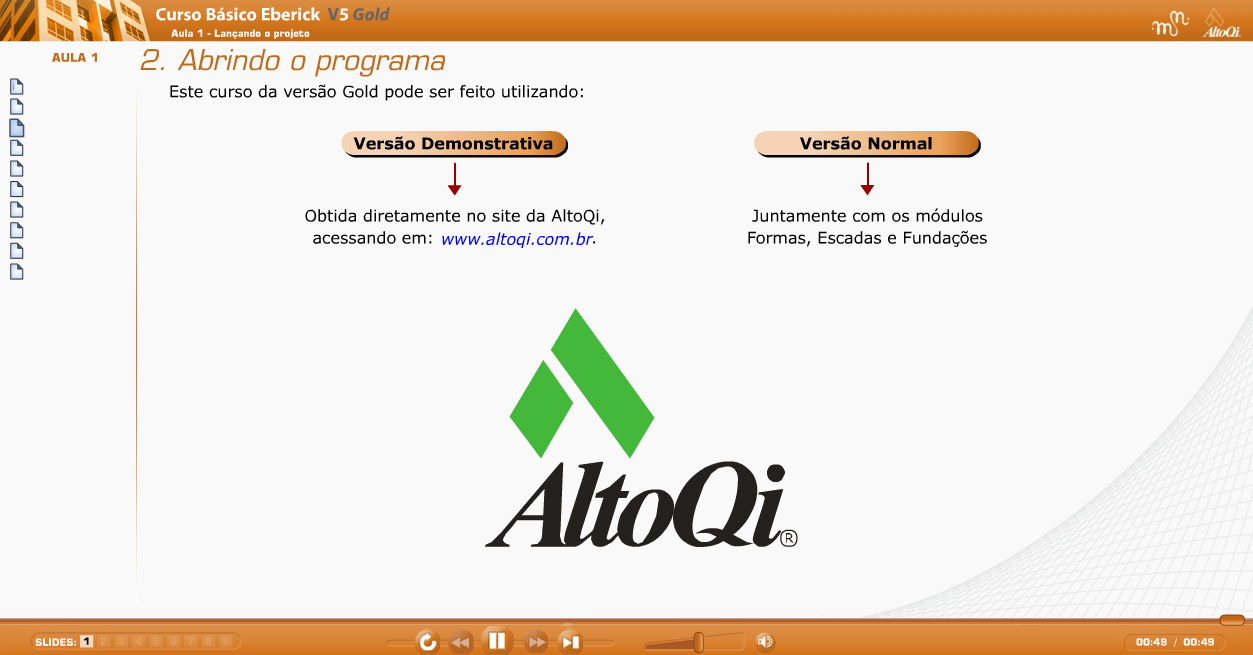 Curso Básico Eberick V5 Gold
Aula 1 - Lançando o projeto
AltoQi
AULA 1
2. Abrindo o programa
Este curso da versão Gold pode ser feito utilizando:
Versão Demonstrativa
Versão Normal
Obtida diretamente no site da AltoQi,
acessando em: www.altoqi.com.br.
Juntamente com os módulos
Formas, Escadas e Fundações
AltoQi®
SLIDES: 1 2 3 4 5 6 7 8 9
00:49 / 00:49